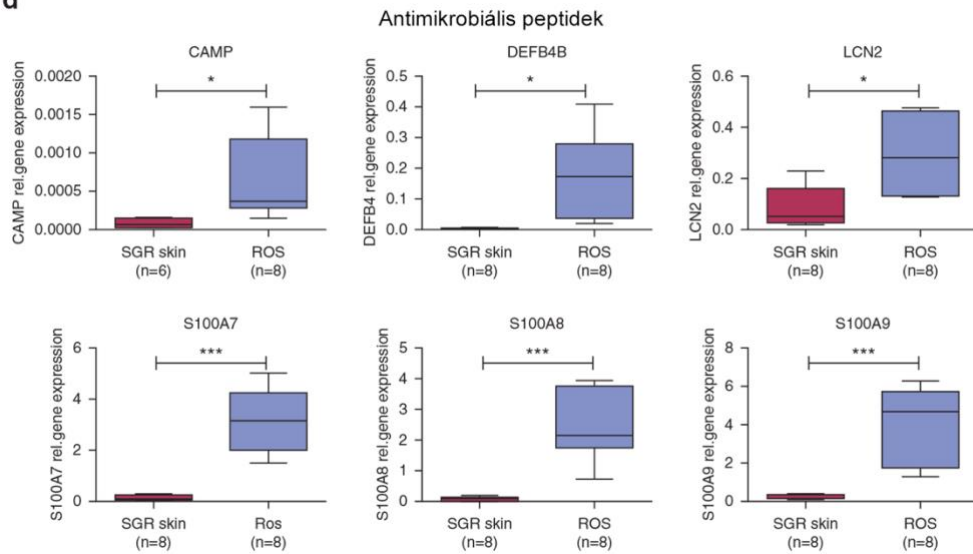 d
Antimikrobiális peptidek
CAMP
CAMP rel.gene expression
0.0020
0.0015
0.0010
0.0005
0.0000
*
SGR skin
(n=6)
ROS
(n=8)
DEFB4B
DEFB4 rel.gene expression
0.5
0.4
0.3
0.2
0.1
0.0
*
SGR skin
(n=8)
ROS
(n=8)
LCN2
LCN2 rel.gene expression
0.6
0.4
0.2
0.0
*
SGR skin
(n=8)
ROS
(n=8)
S100A7
S100A7 rel.gene expression
6
4
2
0
***
SGR skin
(n=8)
Ros
(n=8)
S100A8
S100A8 rel.gene expression
5
4
3
2
1
0
***
SGR skin
(n=8)
ROS
(n=8)
S100A9
S100A9 rel.gene expression
8
6
4
2
0
***
SGR skin
(n=8)
ROS
(n=8)